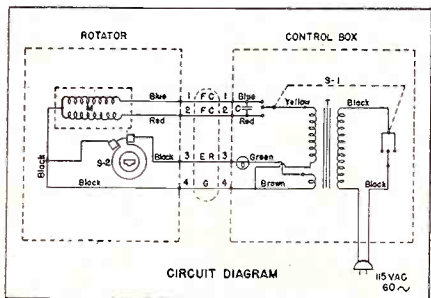 ROTATOR
CONTROL BOX
S-1
Blue 1 F C 1 Blue
2 F C 2 C
Red Red
M
Yellow
Black
S-2
Black 3 E R 3 Green
Black
Black 4 G 4 Brown
Black
CIRCUIT DIAGRAM
115 VAC
60 ~